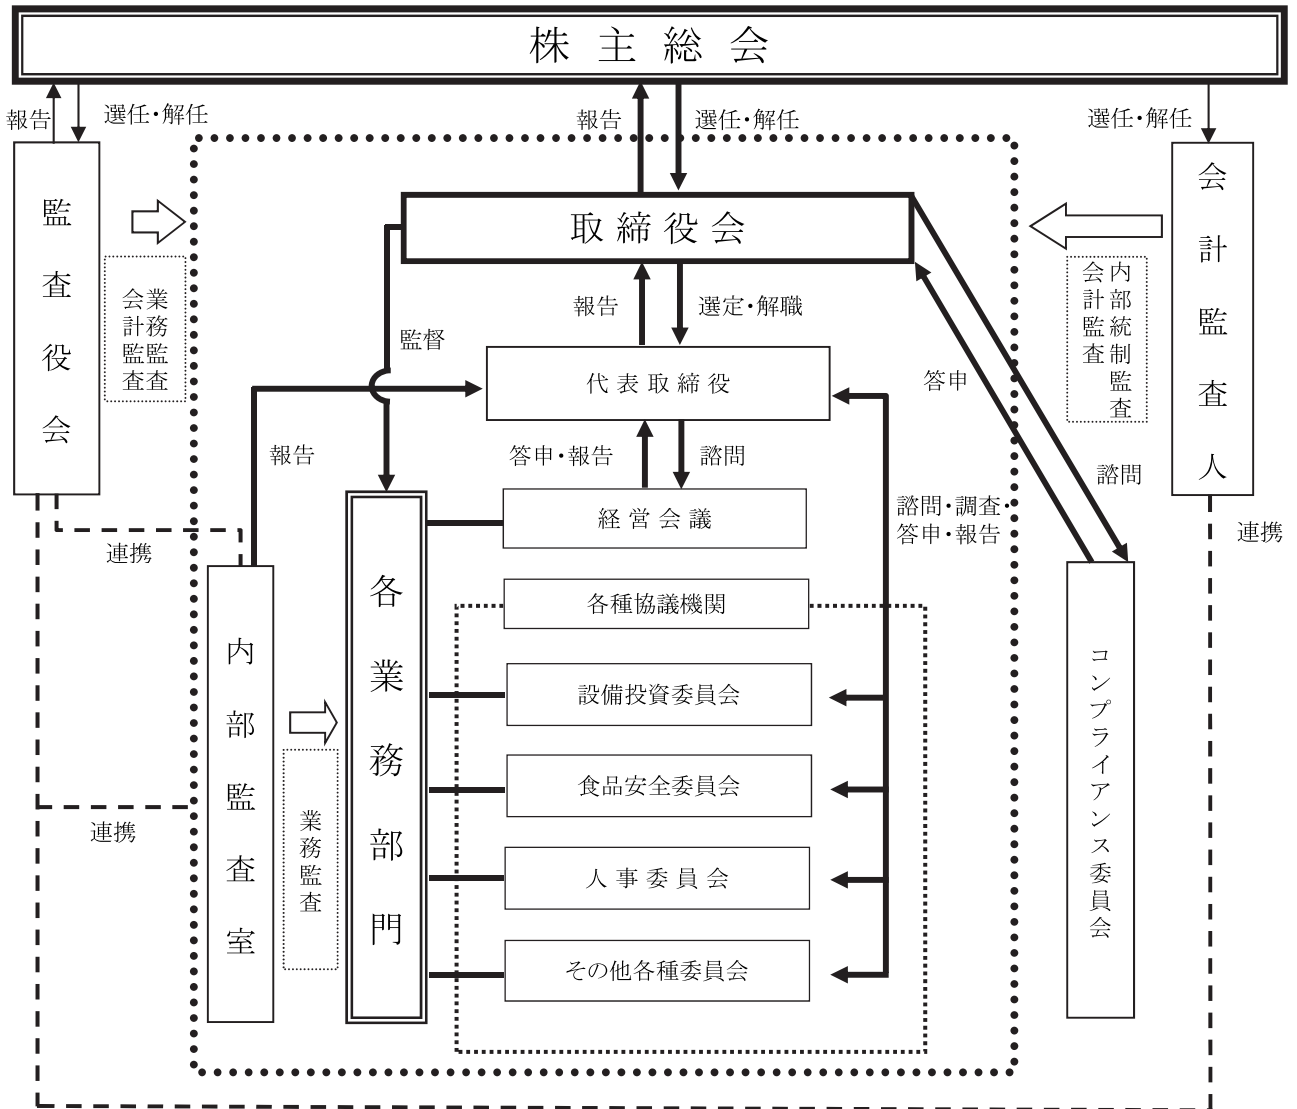 株主総会
報告
選任・解任
報告
選任・解任
選任・解任
監査役会
業務監査
会計監査
取締役会
会計監査人
内部統制監査
会計監査
報告
選定・解職
監督
代表取締役
答申
報告
答申・報告
諮問
諮問
経営会議
諮問・調査・
答申・報告
連携
連携
各種協議機関
内部監査室
各業務部門
設備投資委員会
コンプライアンス委員会
食品安全委員会
業務監査
連携
人事委員会
その他各種委員会